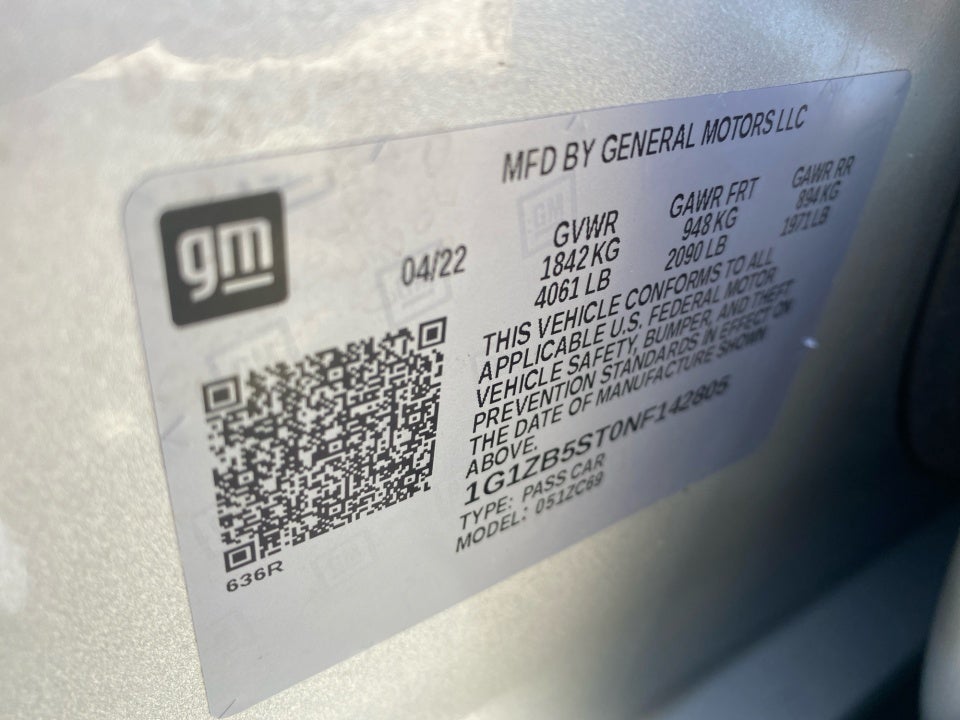 MFD BY GENERAL MOTORS LLC
gm
04/22
GVWR
1842 KG
4061 LB
GAWR FRT
948 KG
2090 LB
GAWR RR
894 KG
1971 LB
THIS VEHICLE CONFORMS TO ALL
APPLICABLE U.S. FEDERAL MOTOR
VEHICLE SAFETY, BUMPER, AND THEFT
PREVENTION STANDARDS IN EFFECT ON
THE DATE OF MANUFACTURE SHOWN
ABOVE.
1G1ZB5ST0NF142805
TYPE: PASS CAR
MODEL: 051ZC69
636R